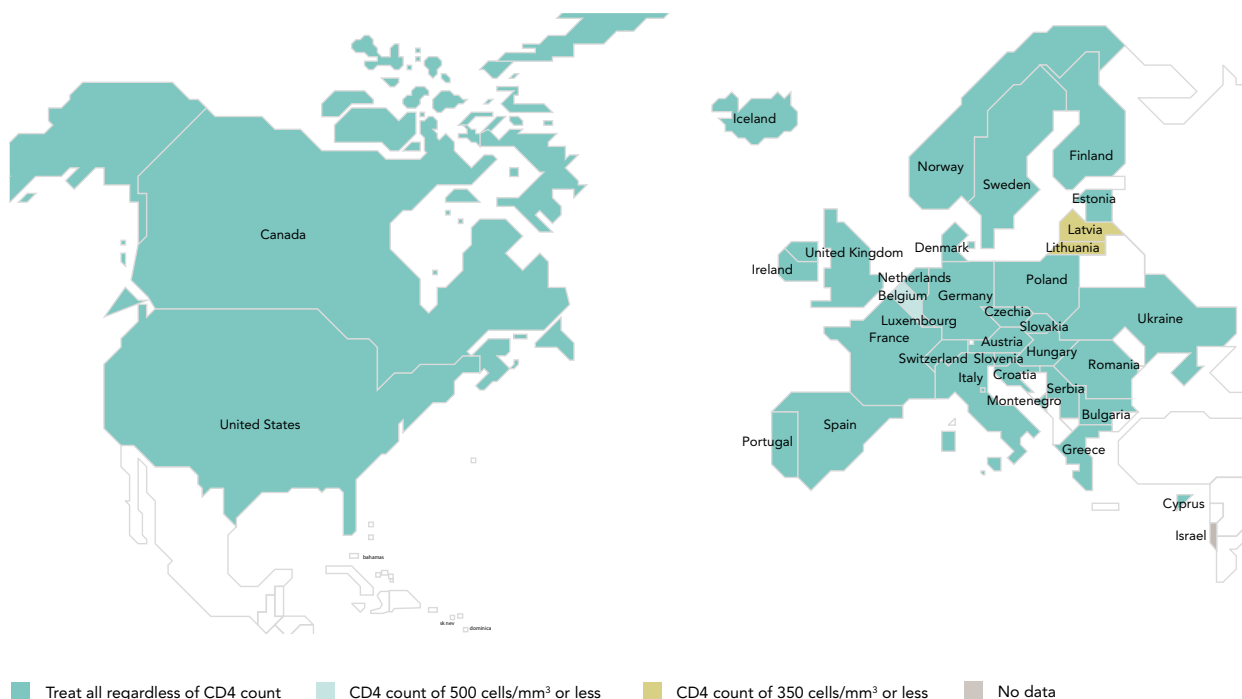 Iceland
Norway
Finland
Sweden
Estonia
Canada
Latvia
Denmark
Lithuania
United Kingdom
Ireland
Netherlands
Poland
Belgium
Germany
Czechia
Ukraine
Luxembourg
Slovakia
France
Austria
Hungary
Switzerland
Slovenia
Romania
Croatia
Italy
Serbia
Montenegro
Bulgaria
United States
Spain
Portugal
Greece
Cyprus
Israel
bahamas
sk nev
dominica
Treat all regardless of CD4 count
CD4 count of 500 cells/mm³ or less
CD4 count of 350 cells/mm³ or less
No data